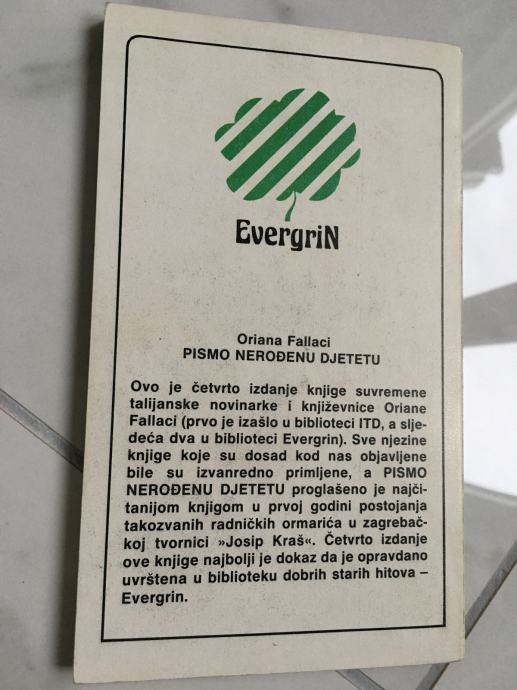 EvergriN
Oriana Fallaci
PISMO NEROĐENU DJETETU
Ovo je četvrto izdanje knjige suvremene
talijanske novinarke i književnice Oriane
Fallaci (prvo je izašlo u biblioteci ITD, a slje-
deća dva u biblioteci Evergrin). Sve njezine
knjige koje su dosad kod nas objavljene
bile su izvanredno primljene, a PISMO
NEROĐENU DJETETU proglašeno je najči-
tanijom knjigom u prvoj godini postojanja
takozvanih radničkih ormarića u zagrebač-
koj tvornici »Josip Kraš«. Četvrto izdanje
ove knjige najbolji je dokaz da je opravdano
uvrštena u biblioteku dobrih starih hitova –
Evergrin.